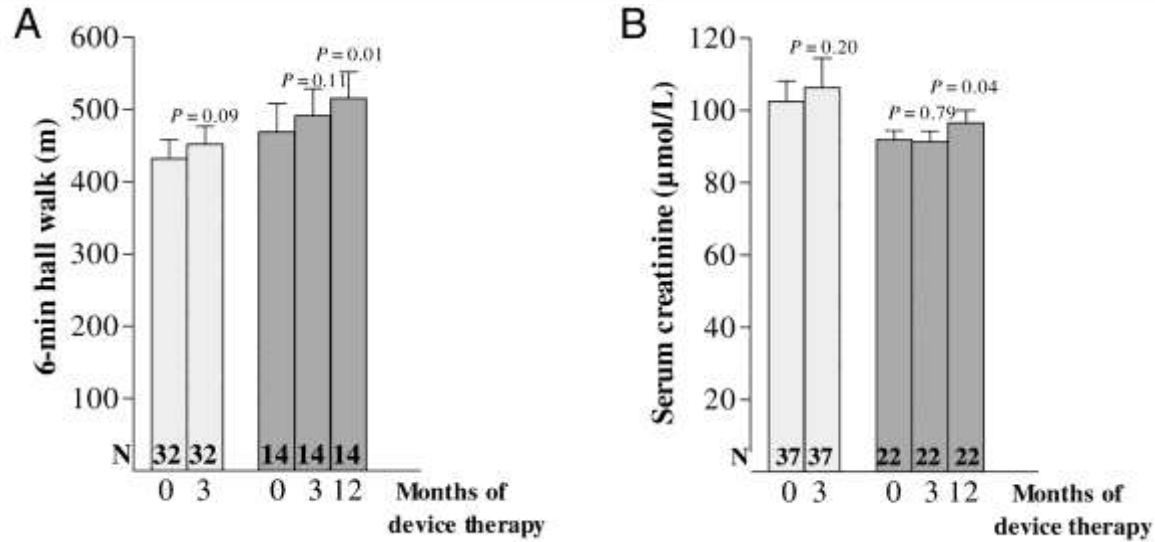 A
600
500
400
300
200
100
6-min hall walk (m)
P = 0.09
P = 0.11
P = 0.01
N 32 32 14 14 14
0 3 0 3 12 Months of
device therapy
B
120
100
80
60
40
20
Serum creatinine (µmol/L)
P = 0.20
P = 0.79
P = 0.04
N 37 37 22 22 22
0 3 0 3 12 Months of
device therapy